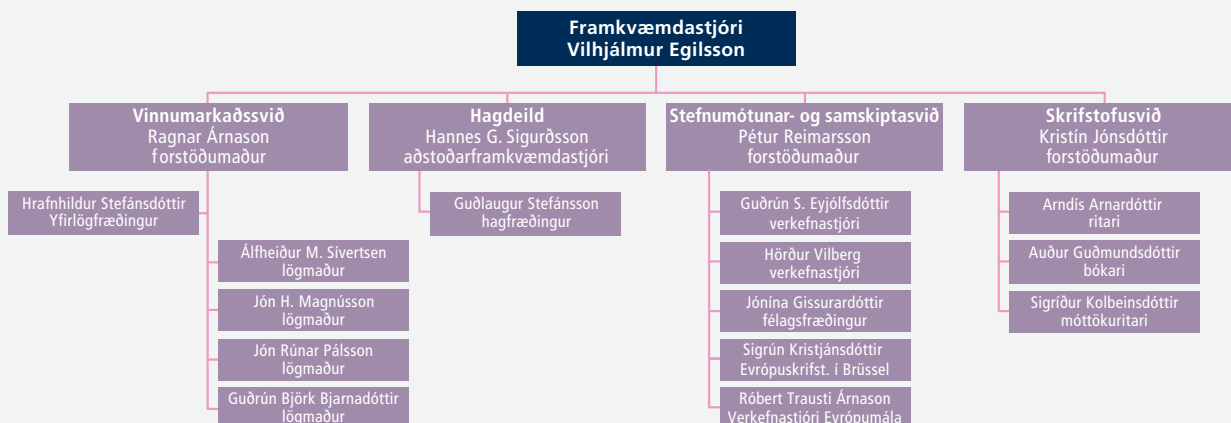 Framkvæmdastjóri
Vilhjálmur Egilsson
Vinnumarkaðssvið
Ragnar Árnason
forstöðumaður
Hagdeild
Hannes G. Sigurðsson
aðstoðarframkvæmdastjóri
Stefnumótunar- og samskiptasvið
Pétur Reimarsson
forstöðumaður
Skrifstofusvið
Kristín Jónsdóttir
forstöðumaður
Hrafnhildur Stefánsdóttir
Yfirlögfræðingur
Álfheiður M. Sívertsen
lögmaður
Jón H. Magnússon
lögmaður
Jón Rúnar Pálsson
lögmaður
Guðrún Björk Bjarnadóttir
lögmaður
Guðlaugur Stefánsson
hagfræðingur
Guðrún S. Eyjólfsdóttir
verkefnastjóri
Hörður Vilberg
verkefnastjóri
Jónína Gissurardóttir
félagsfræðingur
Sigrún Kristjánsdóttir
Evrópuskrifst. í Brüssel
Róbert Trausti Árnason
Verkefnastjóri Evrópumála
Arndís Arnardóttir
ritari
Auður Guðmundsdóttir
bókari
Sigríður Kolbeinsdóttir
móttökuritari